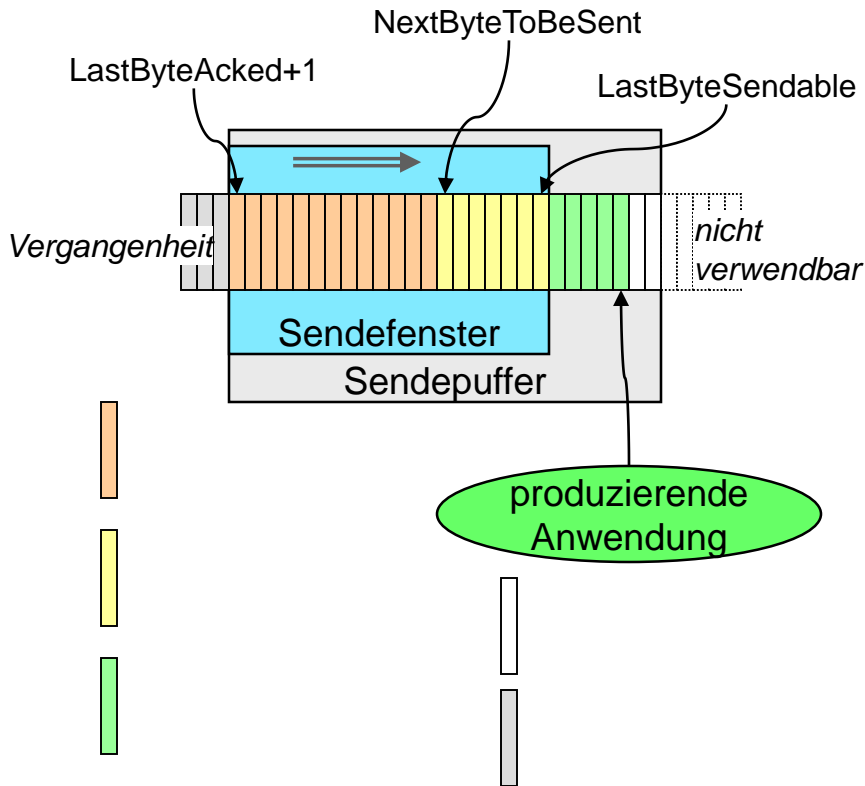 NextByteToBeSent
LastByteAcked+1
LastByteSendable
Vergangenheit
nicht
verwendbar
Sendefenster
Sendepuffer
produzierende
Anwendung